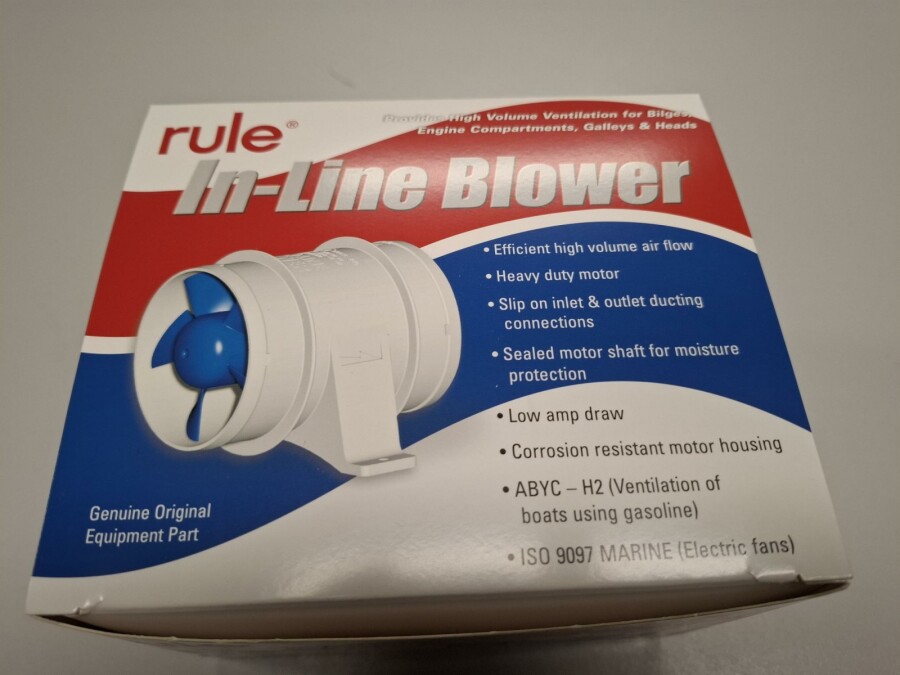 rule®
Provides High Volume Ventilation for Bilges,
Engine Compartments, Galleys & Heads
In-Line Blower
• Efficient high volume air flow
• Heavy duty motor
• Slip on inlet & outlet ducting
connections
• Sealed motor shaft for moisture
protection
• Low amp draw
• Corrosion resistant motor housing
• ABYC – H2 (Ventilation of
boats using gasoline)
• ISO 9097 MARINE (Electric fans)
Genuine Original
Equipment Part